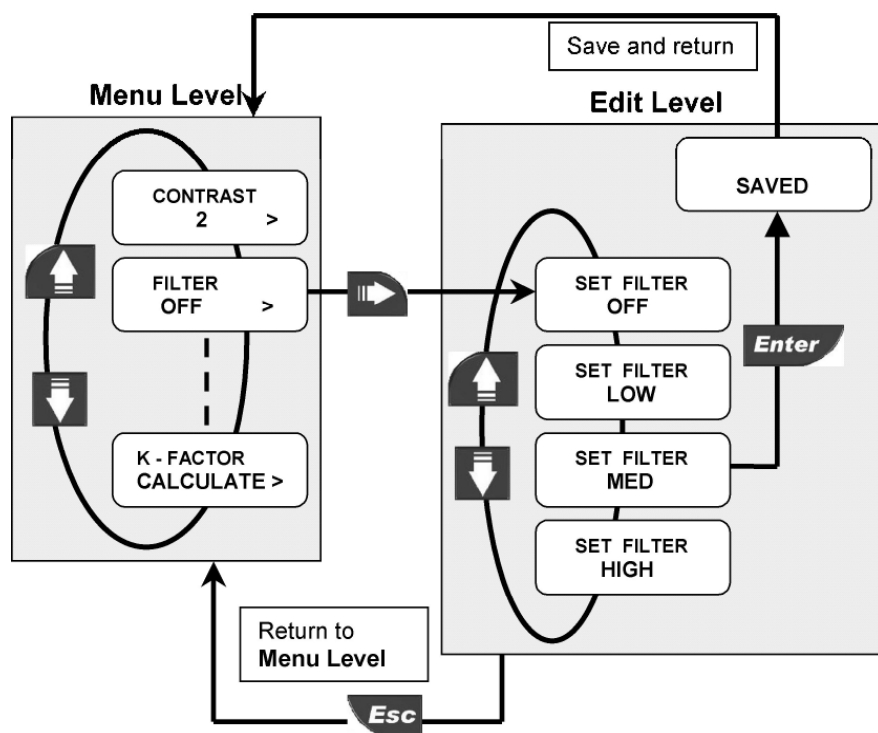 Save and return
Menu Level
Edit Level
CONTRAST
2 >
FILTER
OFF >
K - FACTOR
CALCULATE >
SAVED
SET FILTER
OFF
SET FILTER
LOW
SET FILTER
MED
SET FILTER
HIGH
Enter
Return to
Menu Level
Esc